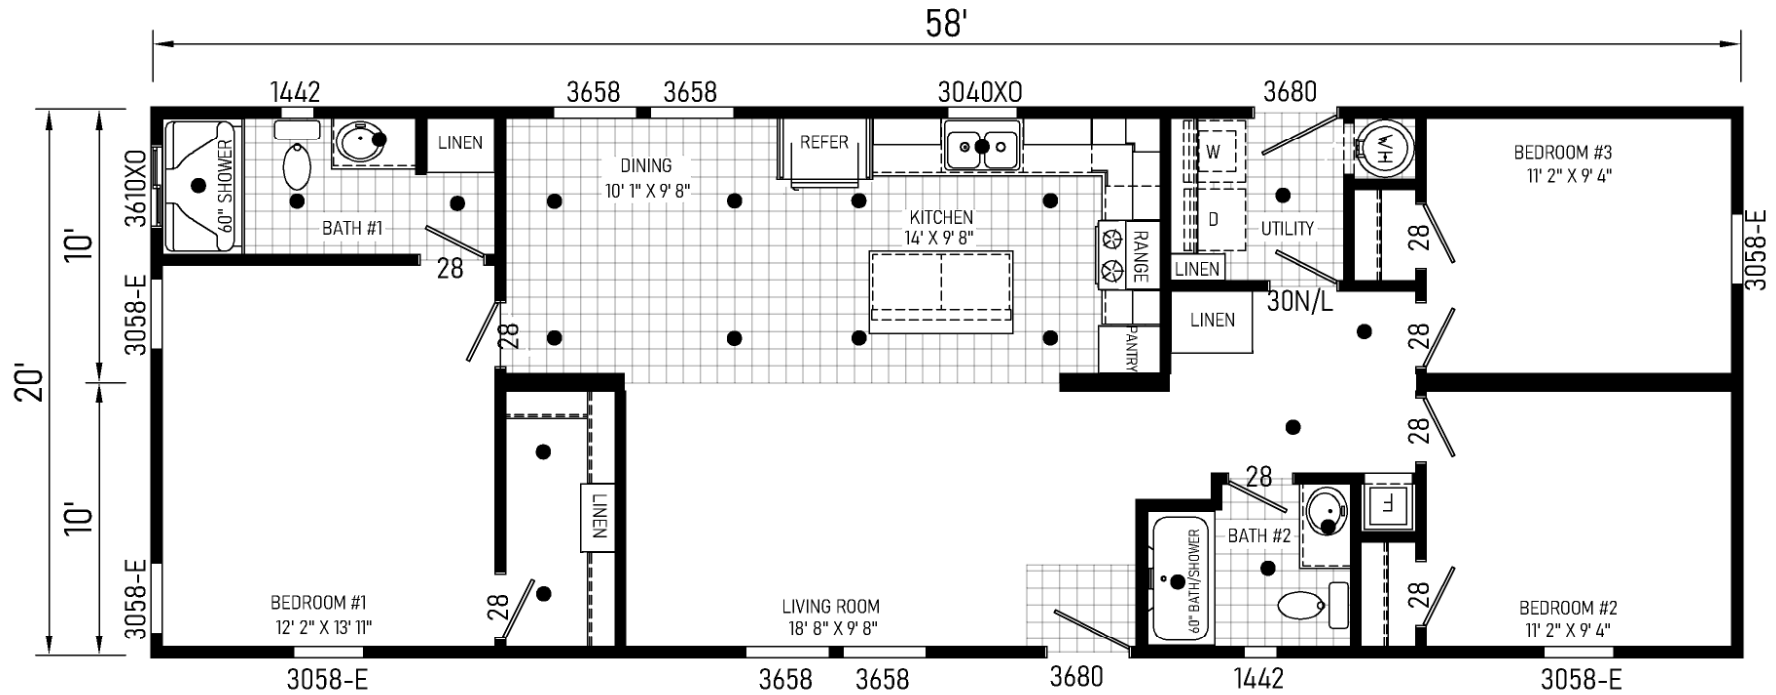 58'
1442
3658
3658
3040XO
3680
20'
10'
10'
3610XO
60" SHOWER
BATH #1
LINEN
28
3058-E
3058-E
28
DINING
10' 1" X 9' 8"
REFER
KITCHEN
14' X 9' 8"
RANGE
PANTRY
W
D
UTILITY
LINEN
30N/L
LINEN
WH
28
28
BEDROOM #3
11' 2" X 9' 4"
3058-E
BEDROOM #1
12' 2" X 13' 11"
28
LINEN
LIVING ROOM
18' 8" X 9' 8"
28
BATH #2
60" BATH/SHOWER
F
28
28
BEDROOM #2
11' 2" X 9' 4"
3058-E
3658
3658
3680
1442
3058-E